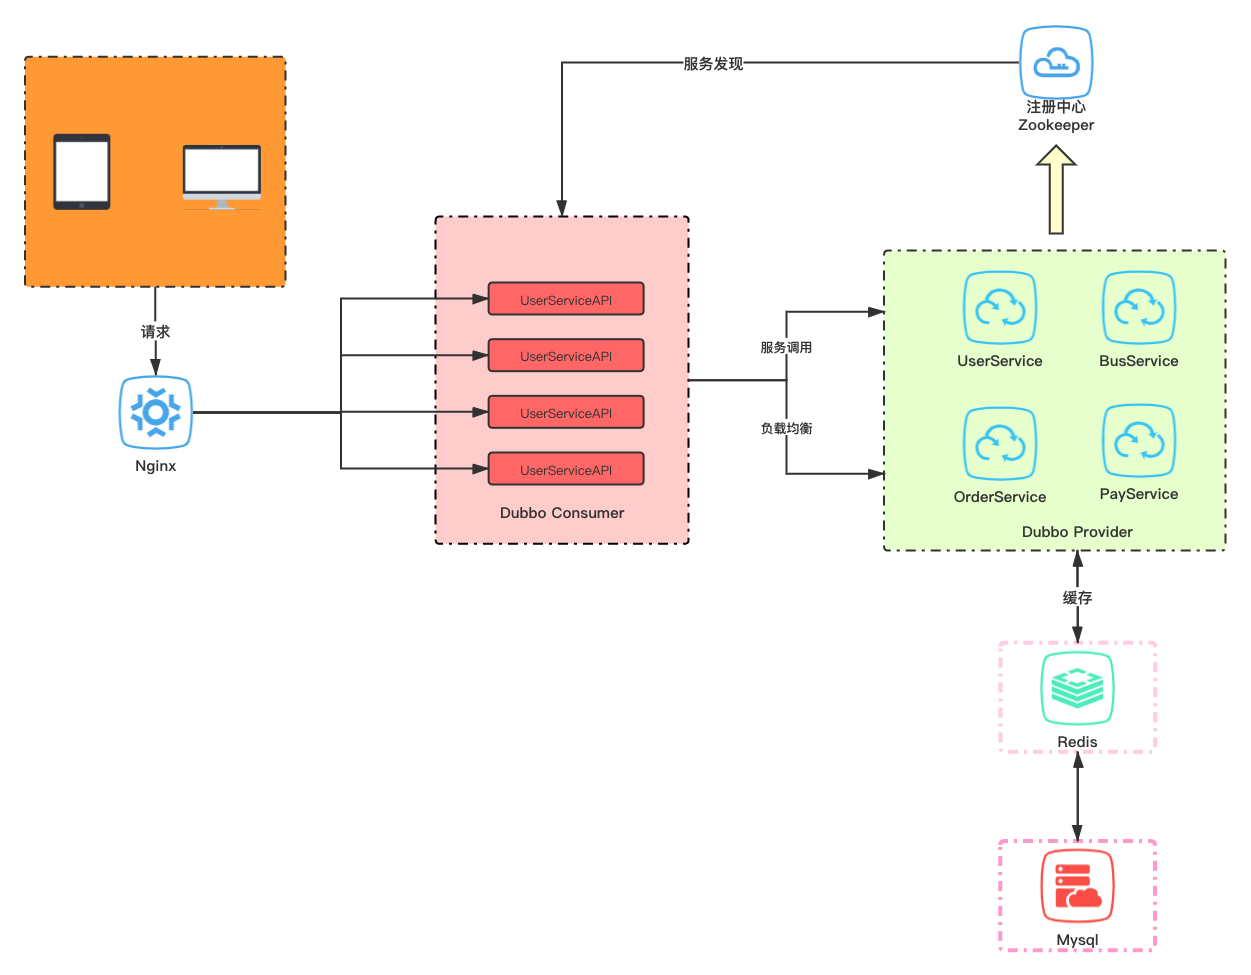 服务发现
注册中心
Zookeeper
请求
Nginx
UserServiceAPI
UserServiceAPI
UserServiceAPI
UserServiceAPI
Dubbo Consumer
服务调用
负载均衡
UserService
BusService
OrderService
PayService
Dubbo Provider
缓存
Redis
Mysql